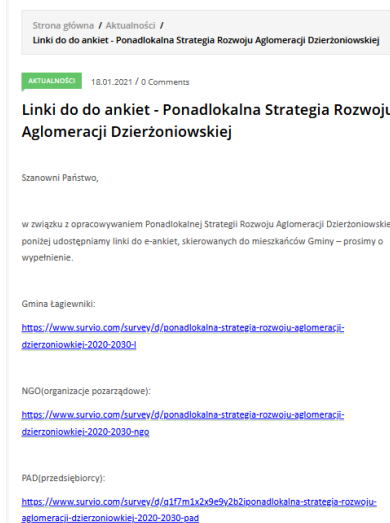 Strona główna / Aktualności /
Linki do do ankiet - Ponadlokalna Strategia Rozwoju Aglomeracji Dzierżoniowskiej
AKTUALNOŚCI 18.01.2021 / 0 Comments
Linki do do ankiet - Ponadlokalna Strategia Rozwoju
Aglomeracji Dzierżoniowskiej
Szanowni Państwo,
w związku z opracowywaniem Ponadlokalnej Strategii Rozwoju Aglomeracji Dzierżoniowskie
poniżej udostępniamy linki do e-ankiet, skierowanych do mieszkańców Gminy – prosimy o
wypełnienie.
Gmina Łagiewniki:
https://www.survio.com/survey/d/ponadlokalna-strategia-rozwoju-aglomeracji-
dzierzoniowkiej-2020-2030-l
NGO(organizacje pozarządowe):
https://www.survio.com/survey/d/ponadlokalna-strategia-rozwoju-aglomeracji-
dzierzoniowkiej-2020-2030-ngo
PAD(przedsiębiorcy):
https://www.survio.com/survey/d/q1f7m1x2x9e9y2b2iponadlokalna-strategia-rozwoju-
aglomeracji-dzierzoniowkiej-2020-2030-pad